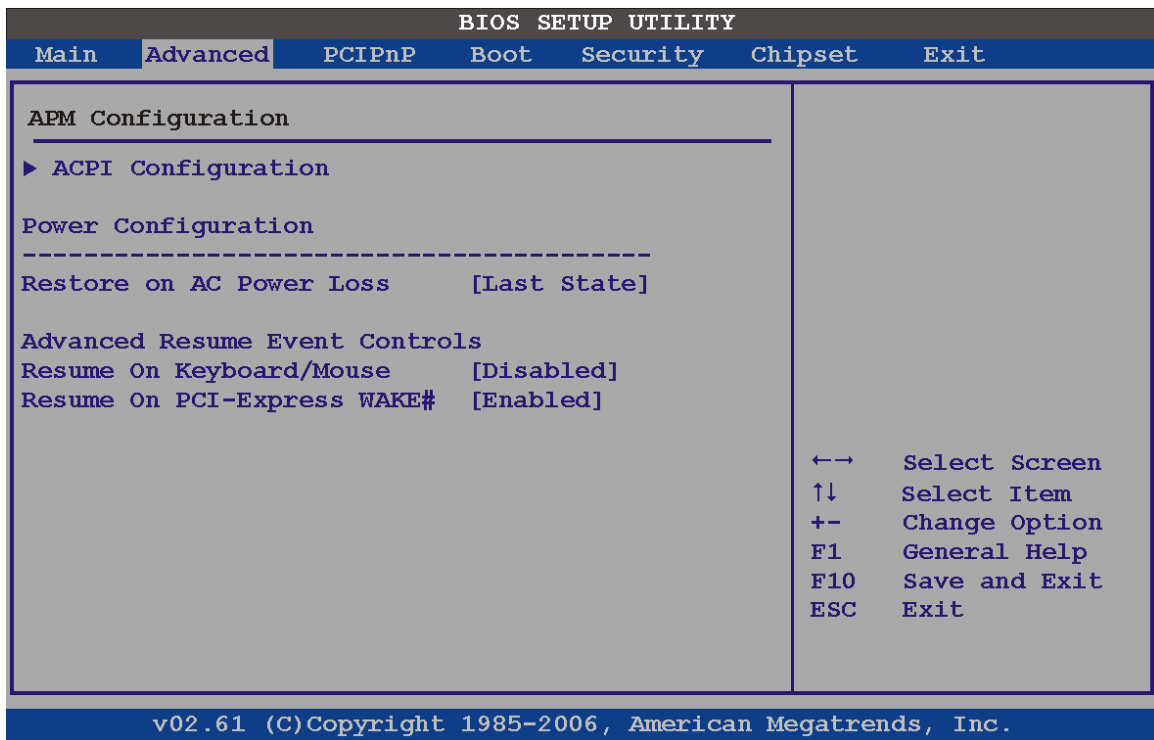 BIOS SETUP UTILITY
Main Advanced PCIPnP Boot Security Chipset Exit
APM Configuration
▶ ACPI Configuration
Power Configuration
-----------------------------------------
Restore on AC Power Loss [Last State]
Advanced Resume Event Controls
Resume On Keyboard/Mouse [Disabled]
Resume On PCI-Express WAKE# [Enabled]
←→ Select Screen
↑↓ Select Item
+- Change Option
F1 General Help
F10 Save and Exit
ESC Exit
v02.61 (C)Copyright 1985-2006, American Megatrends, Inc.